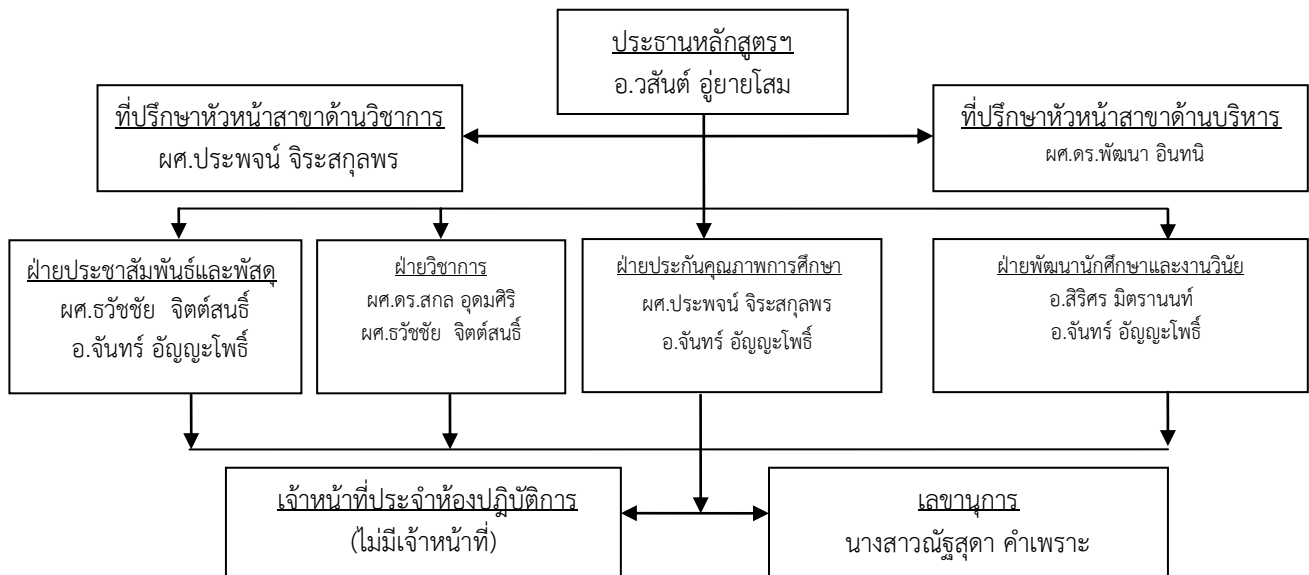 ประธานหลักสูตรฯ
อ.วสันต์ อู่ยายโสม
ที่ปรึกษาหัวหน้าสาขาด้านวิชาการ
ผศ.ประพจน์ จิระสกุลพร
ที่ปรึกษาหัวหน้าสาขาด้านบริหาร
ผศ.ดร.พัฒนา อินทนิ
ฝ่ายประชาสัมพันธ์และพัสดุ
ผศ.ธวัชชัย จิตต์สนธิ์
อ.จันทร์ อัญญะโพธิ์
ฝ่ายวิชาการ
ผศ.ดร.สกล อุดมศิริ
ผศ.ธวัชชัย จิตต์สนธิ์
ฝ่ายประกันคุณภาพการศึกษา
ผศ.ประพจน์ จิระสกุลพร
อ.จันทร์ อัญญะโพธิ์
ฝ่ายพัฒนานักศึกษาและงานวินัย
อ.สิริศร มิตรานนท์
อ.จันทร์ อัญญะโพธิ์
เจ้าหน้าที่ประจำห้องปฎิบัติการ
(ไม่มีเจ้าหน้าที่)
เลขานุการ
นางสาวณัฐสุดา คำเพราะ